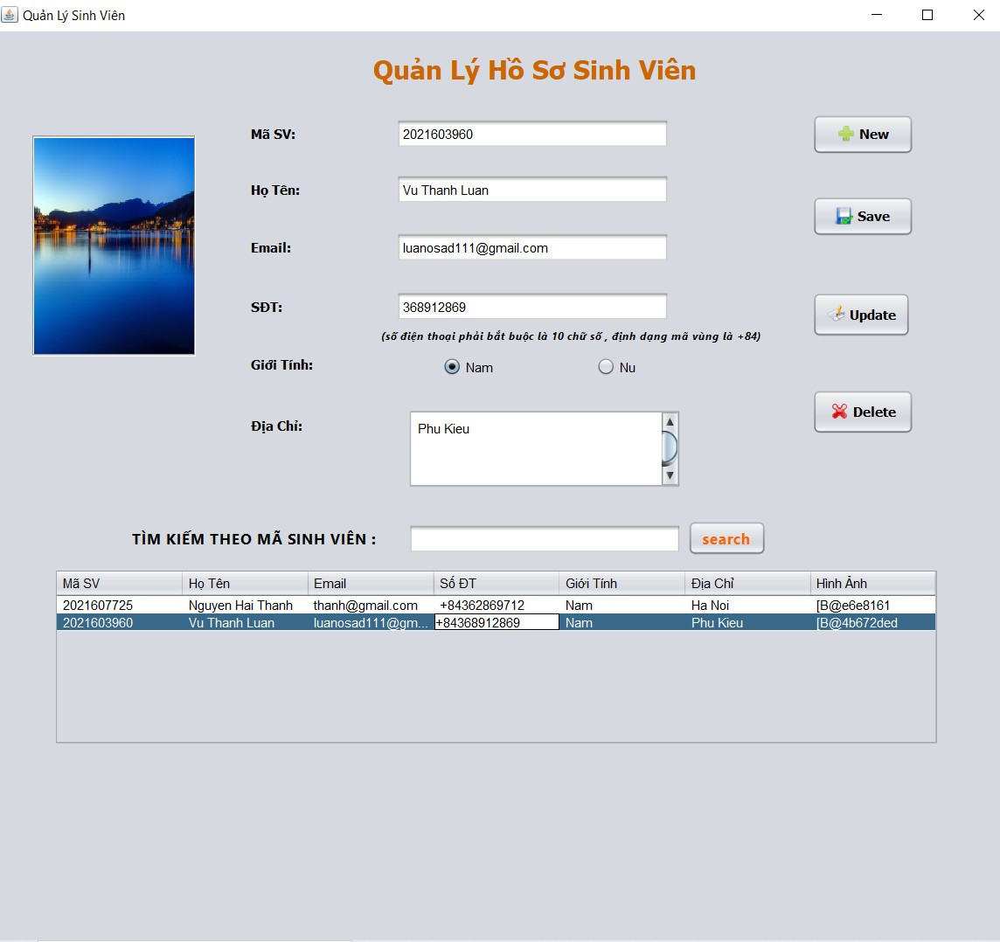 Quản Lý Sinh Viên
Quản Lý Hồ Sơ Sinh Viên
Mã SV: 2021603960 New
Họ Tên: Vu Thanh Luan
Save
Email: luanosad111@gmail.com
SĐT: 368912869 Update
(số điện thoại phải bắt buộc là 10 chữ số , định dạng mã vùng là +84)
Giới Tính: Nam Nu
Delete
Địa Chỉ: Phu Kieu
TÌM KIẾM THEO MÃ SINH VIÊN : search
Mã SV Họ Tên Email Số ĐT Giới Tính Địa Chỉ Hình Ảnh
2021607725 Nguyen Hai Thanh thanh@gmail.com +84362869712 Nam Ha Noi [B@e6e8161
2021603960 Vu Thanh Luan luanosad111@gm... +84368912869 Nam Phu Kieu [B@4b672ded